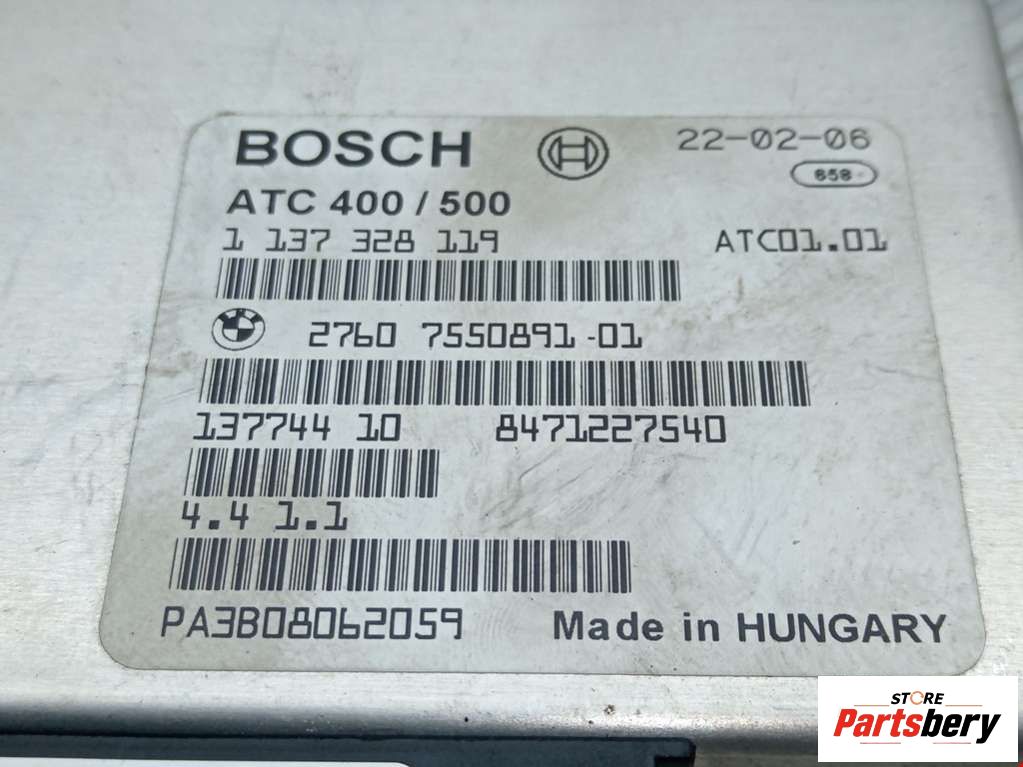 BOSCH 22-02-06
658
ATC 400 / 500
1 137 328 119 ATC01.01
2760 7550891-01
137744 10 8471227540
4.4 1.1
PA3B08062059 Made in HUNGARY
STORE
Partsbery